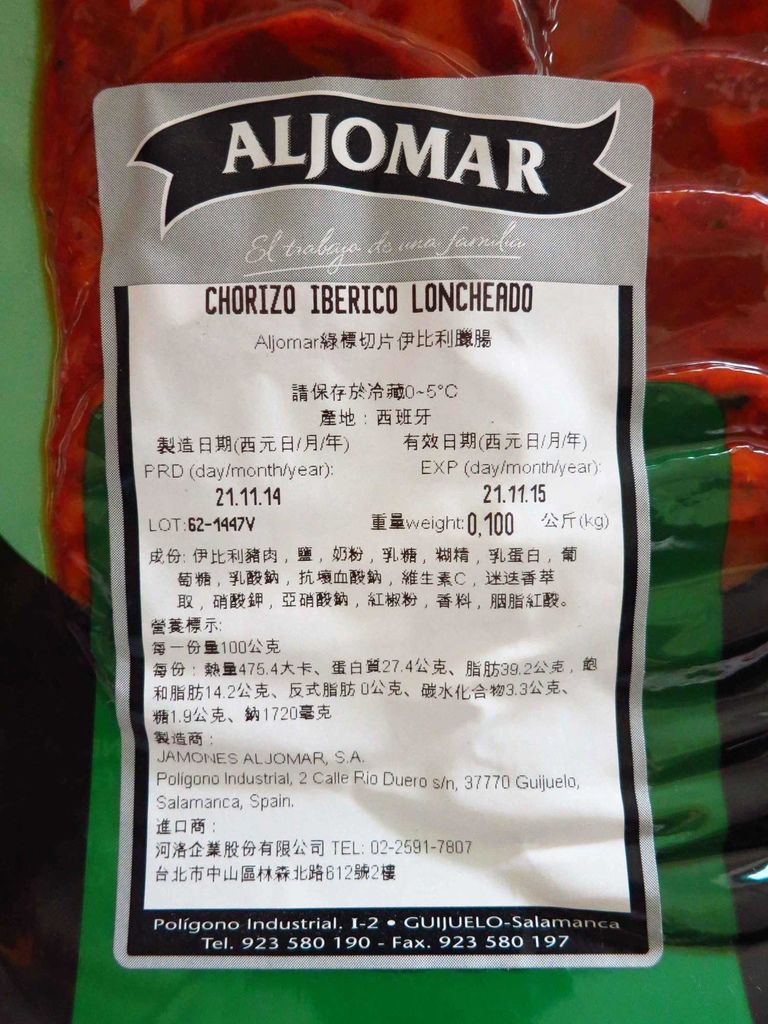 ALJOMAR
El trabajo de una familia
CHORIZO IBERICO LONCHEADO
Aljomar綠標切片伊比利臘腸
請保存於冷藏0~5°C
產地：西班牙
製造日期(西元日/月/年) 有效日期(西元日/月/年)
PRD (day/month/year): EXP (day/month/year):
21.11.14 21.11.15
LOT:62-1447V 重量weight:0,100 公斤(kg)
成份: 伊比利豬肉，鹽，奶粉，乳糖，糊精，乳蛋白，葡
萄糖，乳酸鈉，抗壞血酸鈉，維生素C，迷迭香萃
取，硝酸鉀，亞硝酸鈉，紅椒粉，香料，胭脂紅酸。
營養標示:
每一份量100公克
每份：熱量475.4大卡、蛋白質27.4公克、脂肪39.2公克，飽
和脂肪14.2公克、反式脂肪0公克、碳水化合物3.3公克、
糖1.9公克、鈉1720毫克
製造商：
JAMONES ALJOMAR, S.A.
Polígono Industrial, 2 Calle Río Duero s/n, 37770 Guijuelo,
Salamanca, Spain.
進口商：
河洛企業股份有限公司 TEL: 02-2591-7807
台北市中山區林森北路612號2樓
Polígono Industrial. I-2 • GUIJUELO-Salamanca
Tel. 923 580 190 - Fax. 923 580 197